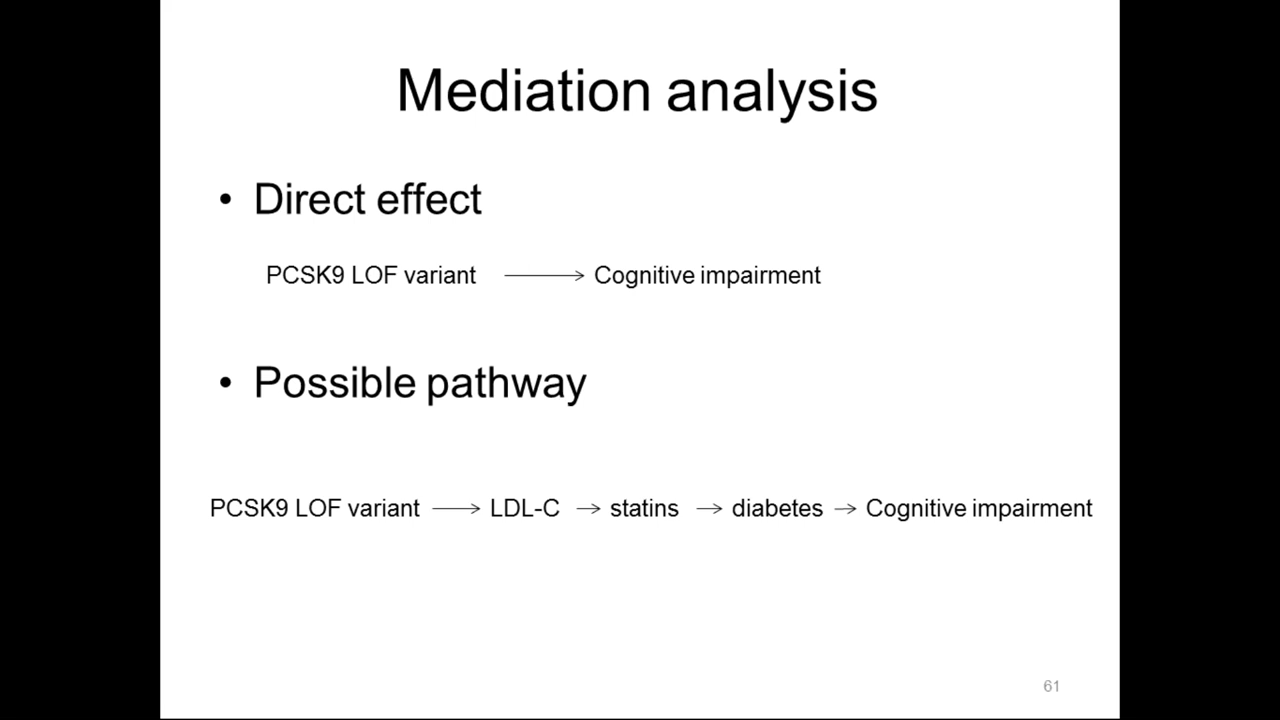 Mediation analysis
• Direct effect
PCSK9 LOF variant → Cognitive impairment
• Possible pathway
PCSK9 LOF variant → LDL-C → statins → diabetes → Cognitive impairment
61